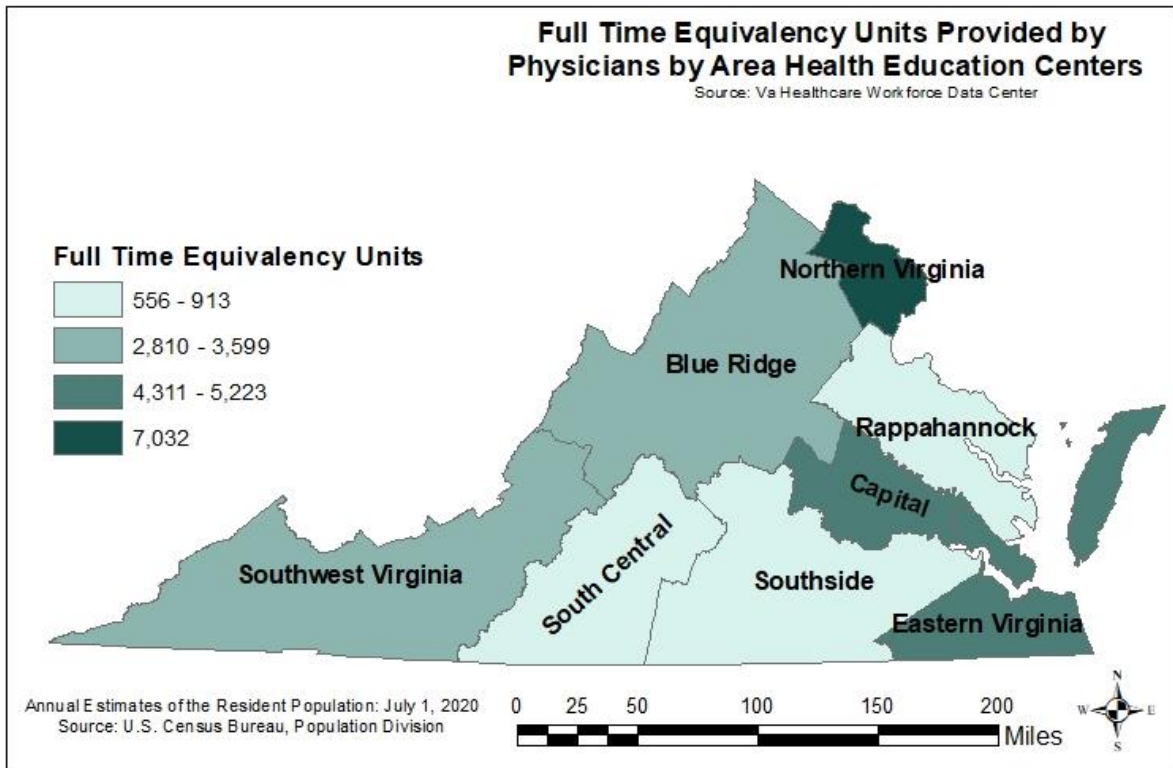 Full Time Equivalency Units Provided by
Physicians by Area Health Education Centers
Source: Va Healthcare Workforce Data Center
Full Time Equivalency Units
556 - 913
2,810 - 3,599
4,311 - 5,223
7,032
Northern Virginia
Blue Ridge
Rappahannock
Capital
Southwest Virginia
South Central
Southside
Eastern Virginia
Annual Estimates of the Resident Population: July 1, 2020
Source: U.S. Census Bureau, Population Division
0 25 50 100 150 200
Miles
N
W E
S